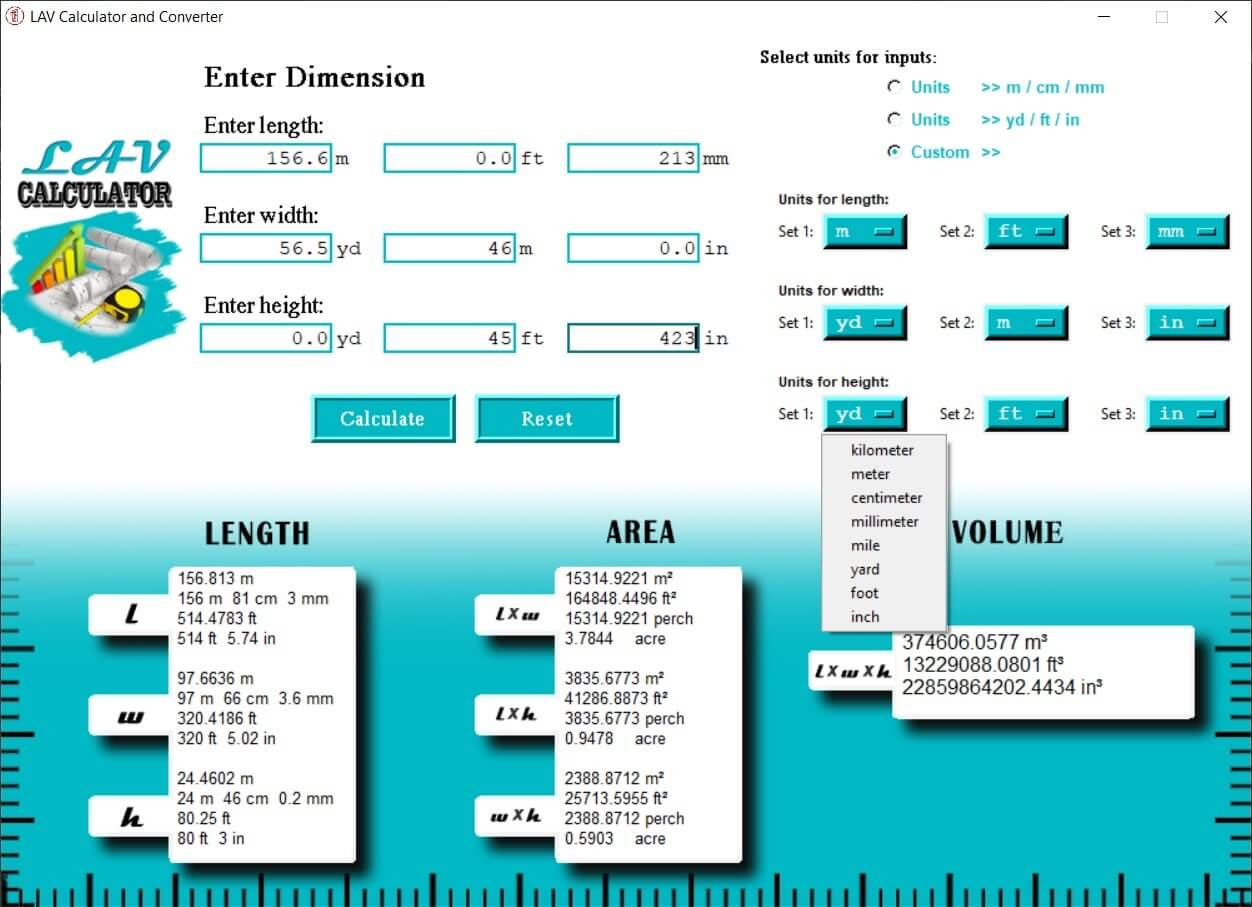 LAV Calculator and Converter
Enter Dimension
Enter length:
156.6 m 0.0 ft 213 mm
Enter width:
56.5 yd 46 m 0.0 in
Enter height:
0.0 yd 45 ft 423 in
Calculate Reset
LAV
CALCULATOR
Select units for inputs:
Units >> m / cm / mm
Units >> yd / ft / in
Custom >>
Units for length:
Set 1: m Set 2: ft Set 3: mm
Units for width:
Set 1: yd Set 2: m Set 3: in
Units for height:
Set 1: yd Set 2: ft Set 3: in
kilometer
meter
centimeter
millimeter
mile
yard
foot
inch
LENGTH
L
156.813 m
156 m 81 cm 3 mm
514.4783 ft
514 ft 5.74 in
w
97.6636 m
97 m 66 cm 3.6 mm
320.4186 ft
320 ft 5.02 in
h
24.4602 m
24 m 46 cm 0.2 mm
80.25 ft
80 ft 3 in
AREA
L x w
15314.9221 m²
164848.4496 ft²
15314.9221 perch
3.7844 acre
L x h
3835.6773 m²
41286.8873 ft²
3835.6773 perch
0.9478 acre
w x h
2388.8712 m²
25713.5955 ft²
2388.8712 perch
0.5903 acre
VOLUME
L x w x h
374606.0577 m³
13229088.0801 ft³
22859864202.4434 in³